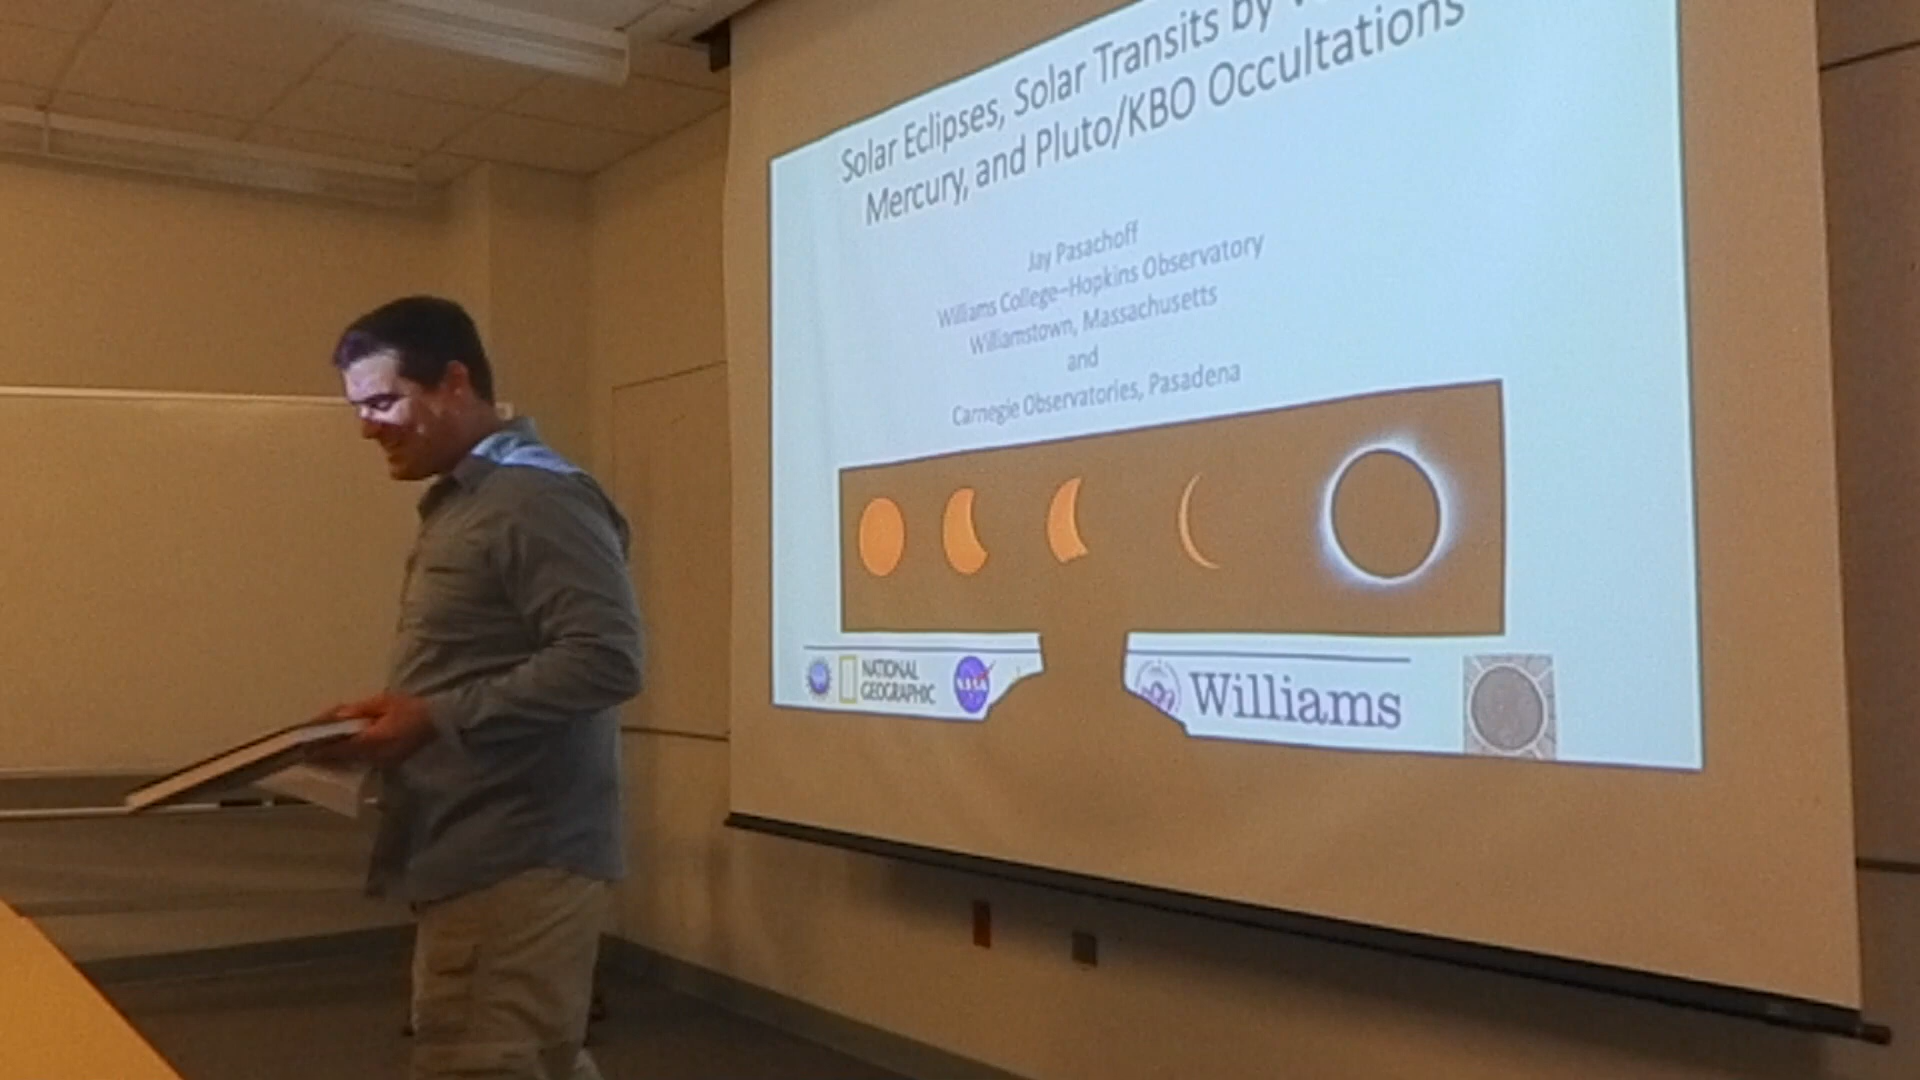 Solar Eclipses, Solar Transits by
Mercury, and Pluto/KBO Occultations
Jay Pasachoff
Williams College–Hopkins Observatory
Williamstown, Massachusetts
and
Carnegie Observatories, Pasadena
NATIONAL
GEOGRAPHIC
NASA
Williams